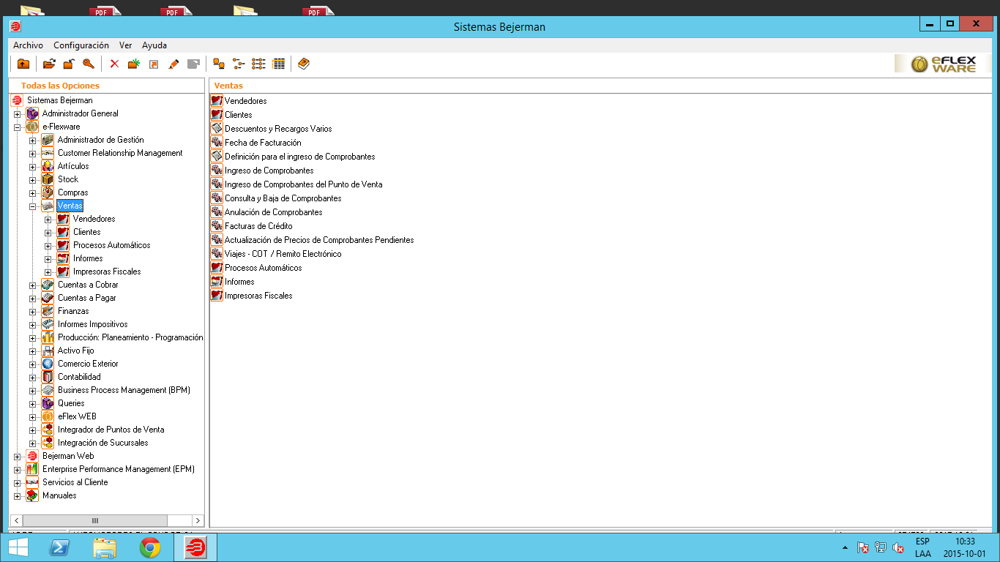 PDF
PDF
PDF
Sistemas Bejerman
Archivo Configuración Ver Ayuda
eFLEX
WARE
Todas las Opciones
Sistemas Bejerman
Administrador General
e-Flexware
Administrador de Gestión
Customer Relationship Management
Artículos
Stock
Compras
Ventas
Vendedores
Clientes
Procesos Automáticos
Informes
Impresoras Fiscales
Cuentas a Cobrar
Cuentas a Pagar
Finanzas
Informes Impositivos
Producción: Planeamiento - Programación
Activo Fijo
Comercio Exterior
Contabilidad
Business Process Management (BPM)
Queries
eFlex WEB
Integrador de Puntos de Venta
Integración de Sucursales
Bejerman Web
Enterprise Performance Management (EPM)
Servicios al Cliente
Manuales
Ventas
Vendedores
Clientes
Descuentos y Recargos Varios
Fecha de Facturación
Definición para el ingreso de Comprobantes
Ingreso de Comprobantes
Ingreso de Comprobantes del Punto de Venta
Consulta y Baja de Comprobantes
Anulación de Comprobantes
Facturas de Crédito
Actualización de Precios de Comprobantes Pendientes
Viajes - COT / Remito Electrónico
Procesos Automáticos
Informes
Impresoras Fiscales
ESP
LAA
10:33
2015-10-01